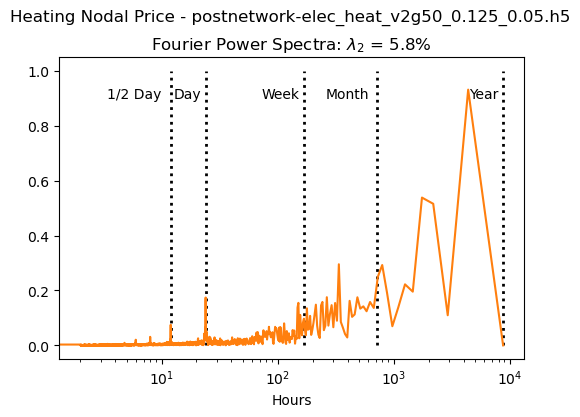 Heating Nodal Price - postnetwork-elec_heat_v2g50_0.125_0.05.h5
Fourier Power Spectra: λ₂ = 5.8%
1.0
1/2 Day Day Week Month Year
0.8
0.6
0.4
0.2
0.0
10¹ 10² 10³ 10⁴
Hours